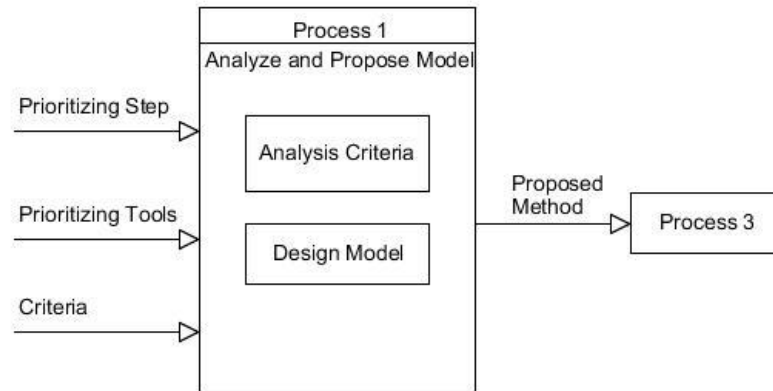 Process 1
Analyze and Propose Model
Prioritizing Step
Analysis Criteria
Prioritizing Tools
Design Model
Criteria
Proposed
Method
Process 3